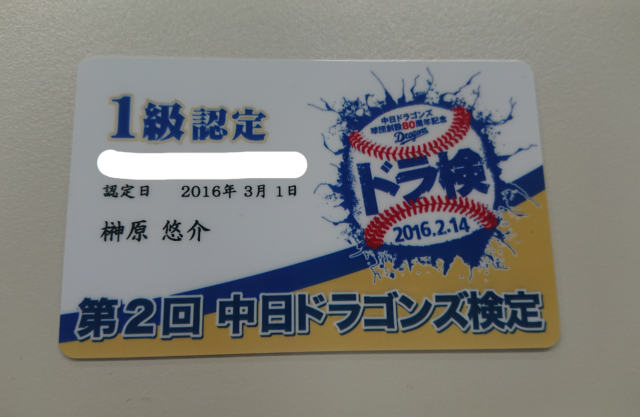 1級認定
中日ドラゴンズ
球団創設80周年記念
Dragons
ドラ検
2016.2.14
認定日 2016年 3月 1日
榊原 悠介
第2回 中日ドラゴンズ検定